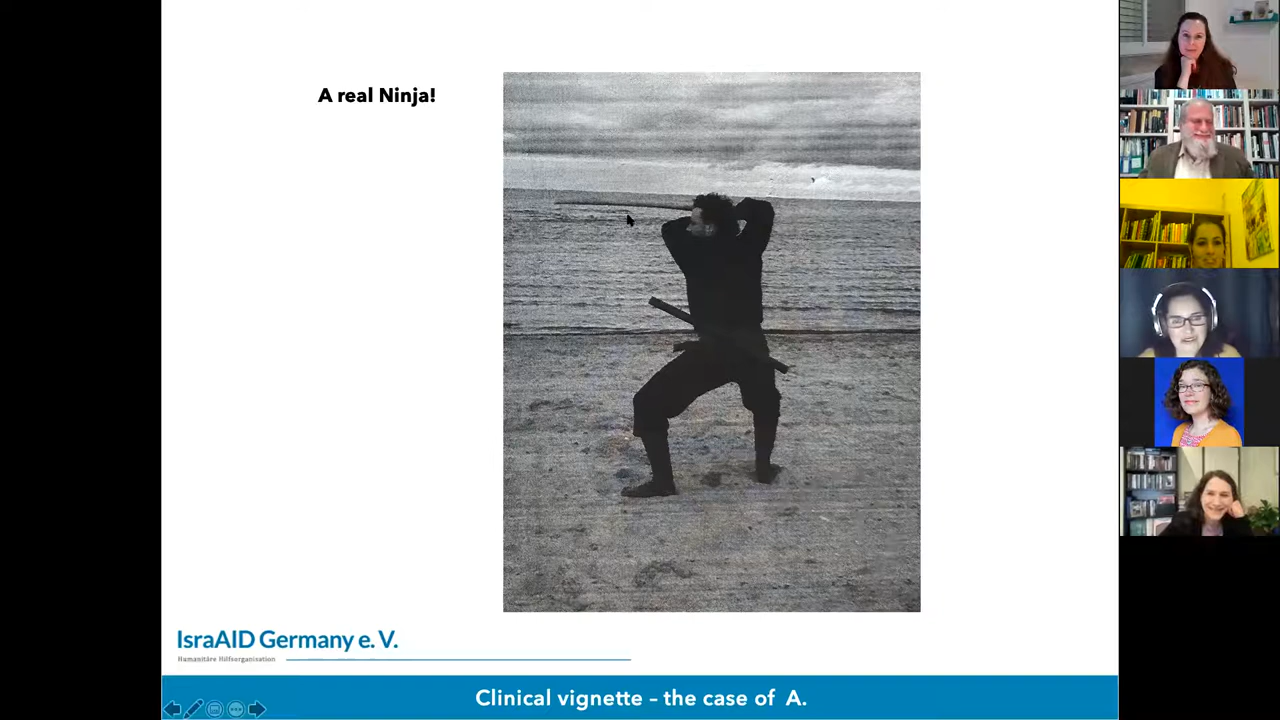 A real Ninja!
IsraAID Germany e. V.
Humanitäre Hilfsorganisation
Clinical vignette – the case of A.